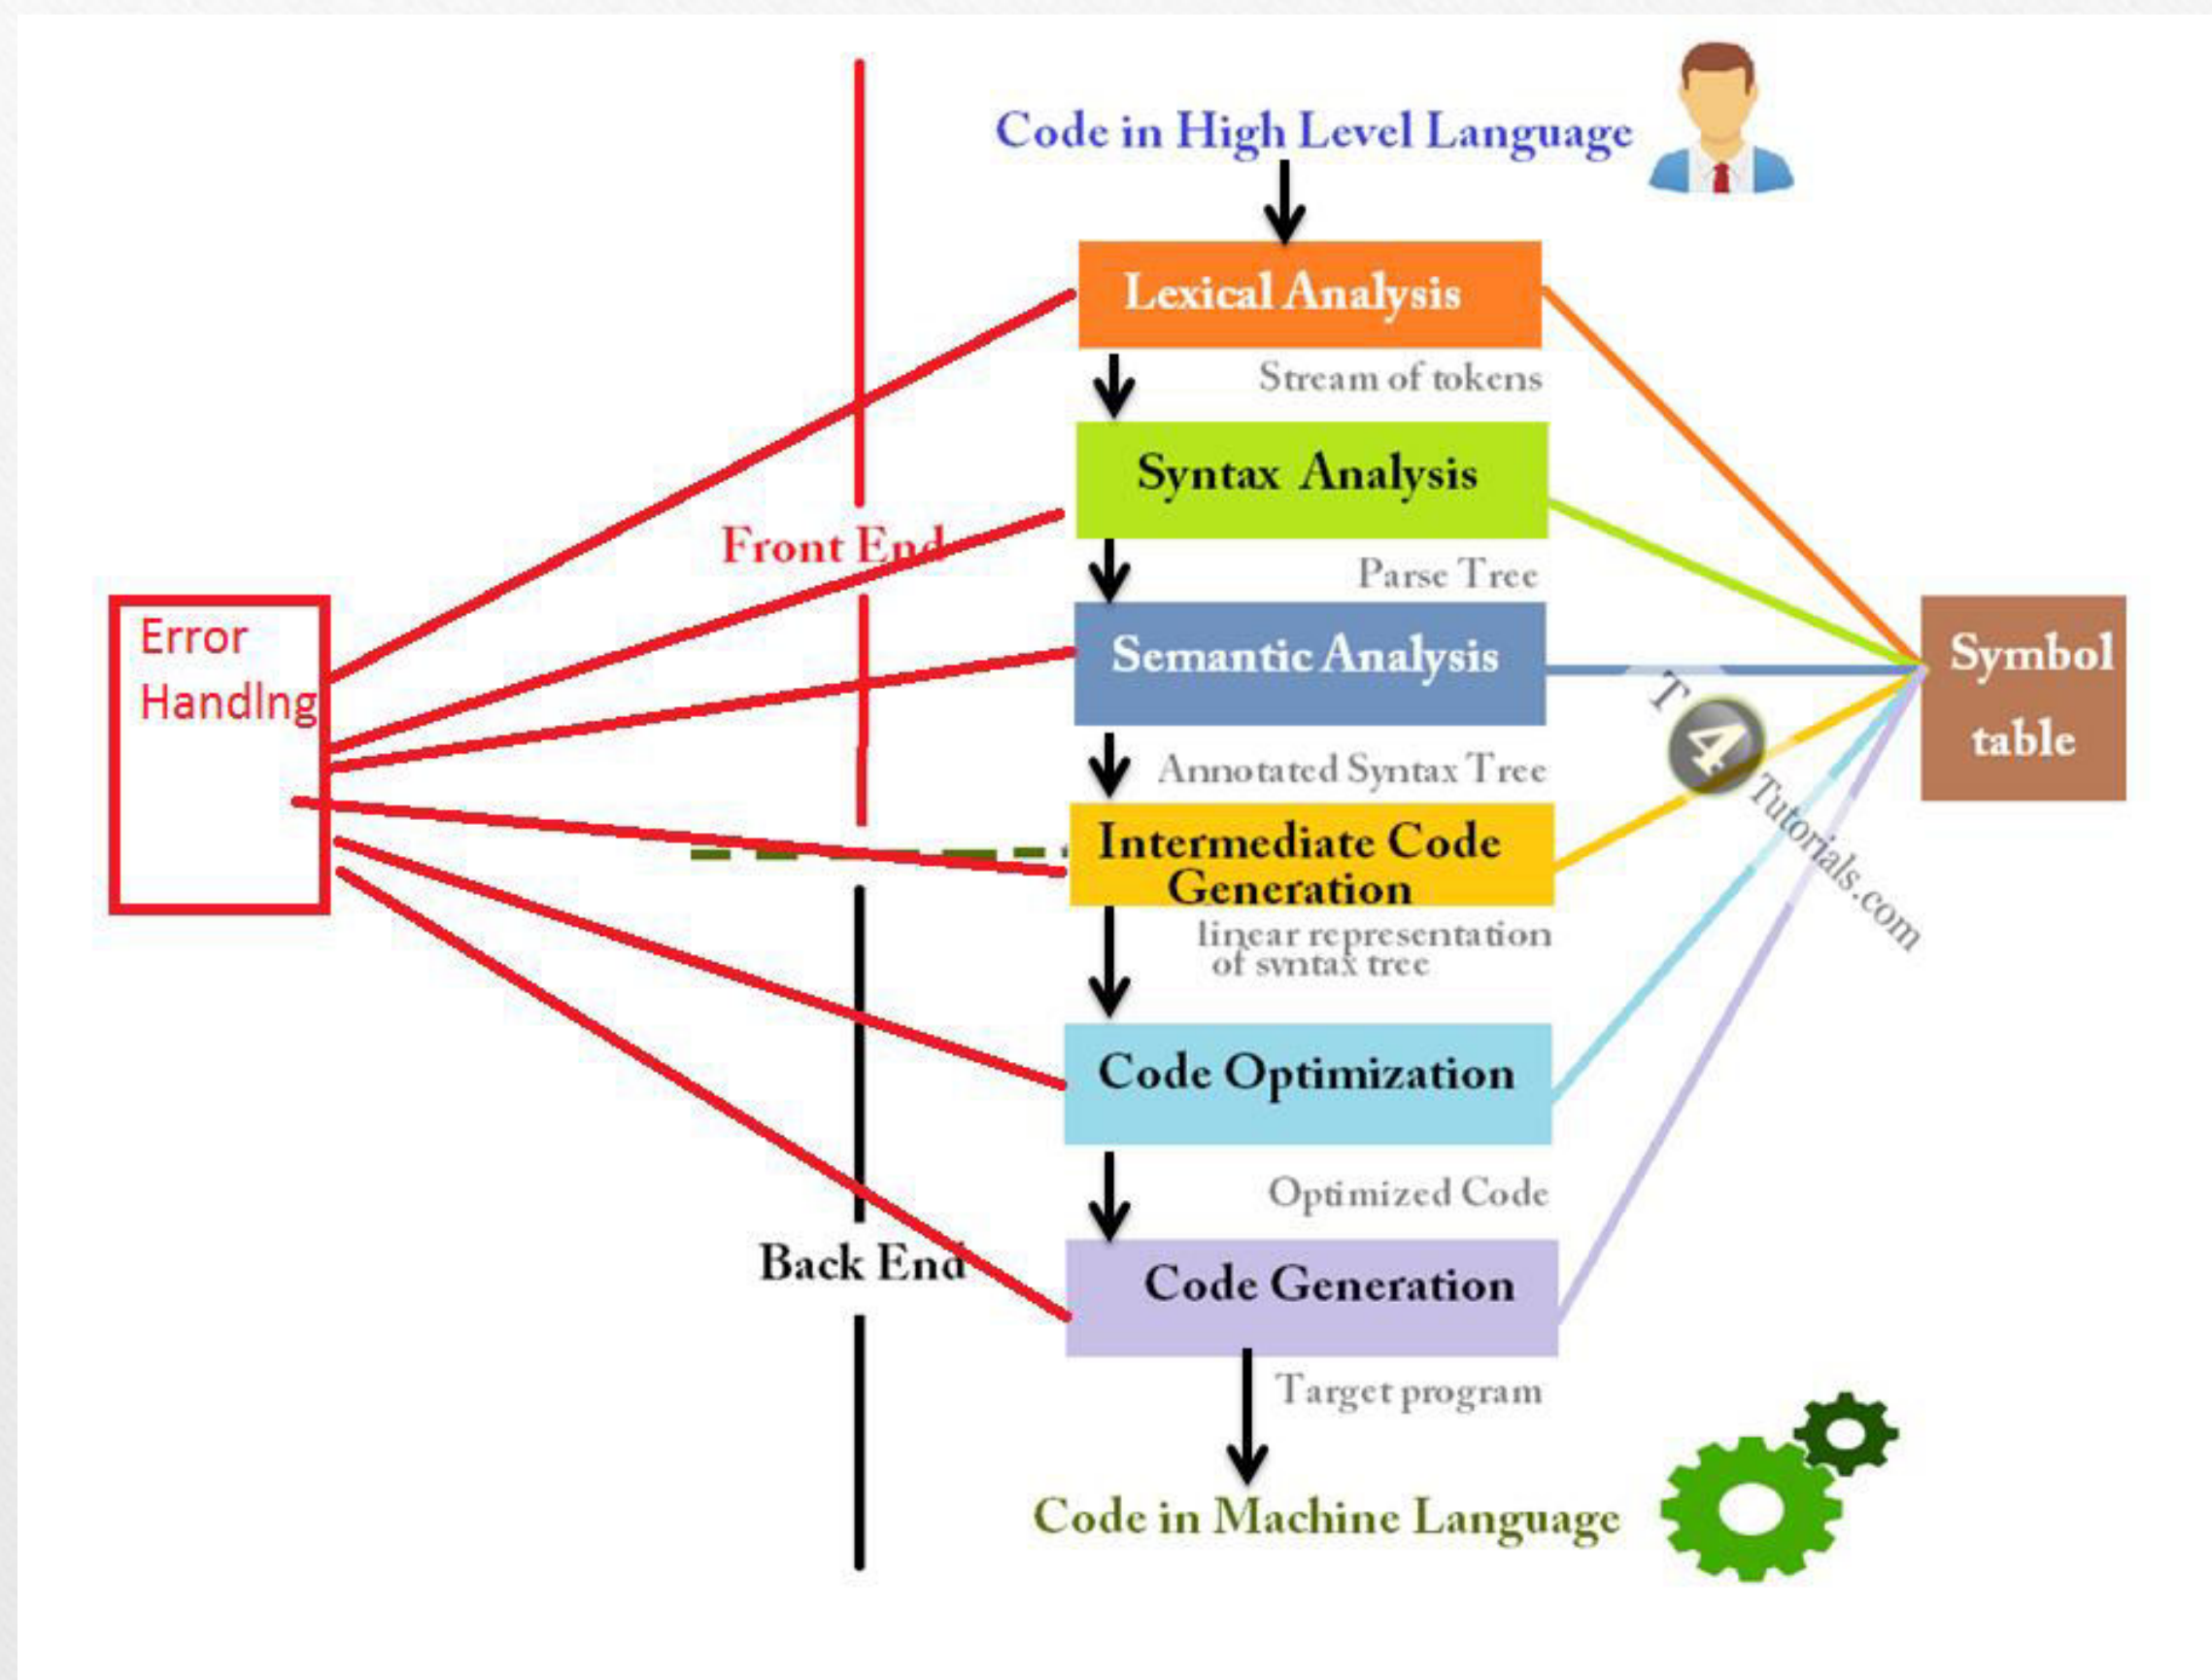 Code in High Level Language
Lexical Analysis
Stream of tokens
Syntax Analysis
Front End
Parse Tree
Error
Handlng
Semantic Analysis
Symbol
table
T
4
Tutorials.com
Annotated Syntax Tree
Intermediate Code
Generation
linear representation
of syntax tree
Code Optimization
Optimized Code
Back End
Code Generation
Target program
Code in Machine Language